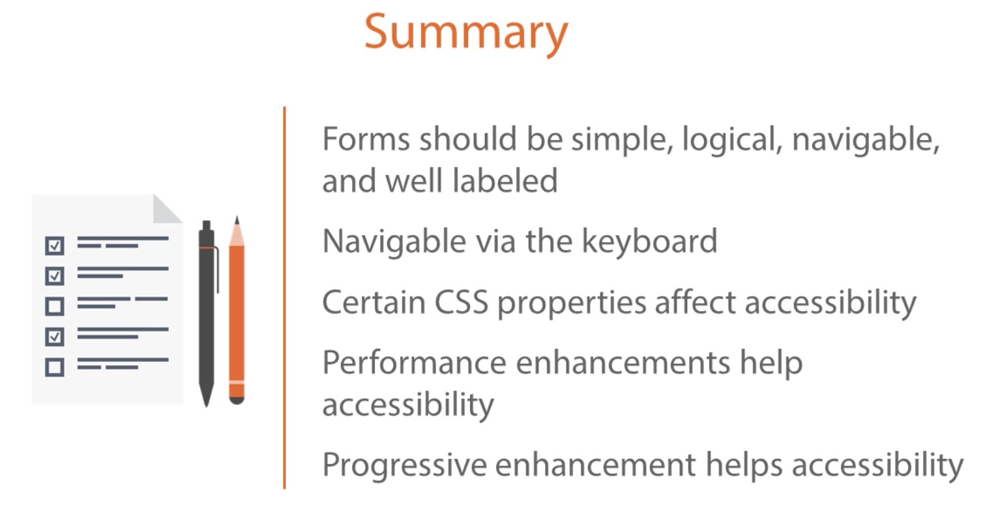 Summary
Forms should be simple, logical, navigable,
and well labeled
Navigable via the keyboard
Certain CSS properties affect accessibility
Performance enhancements help
accessibility
Progressive enhancement helps accessibility